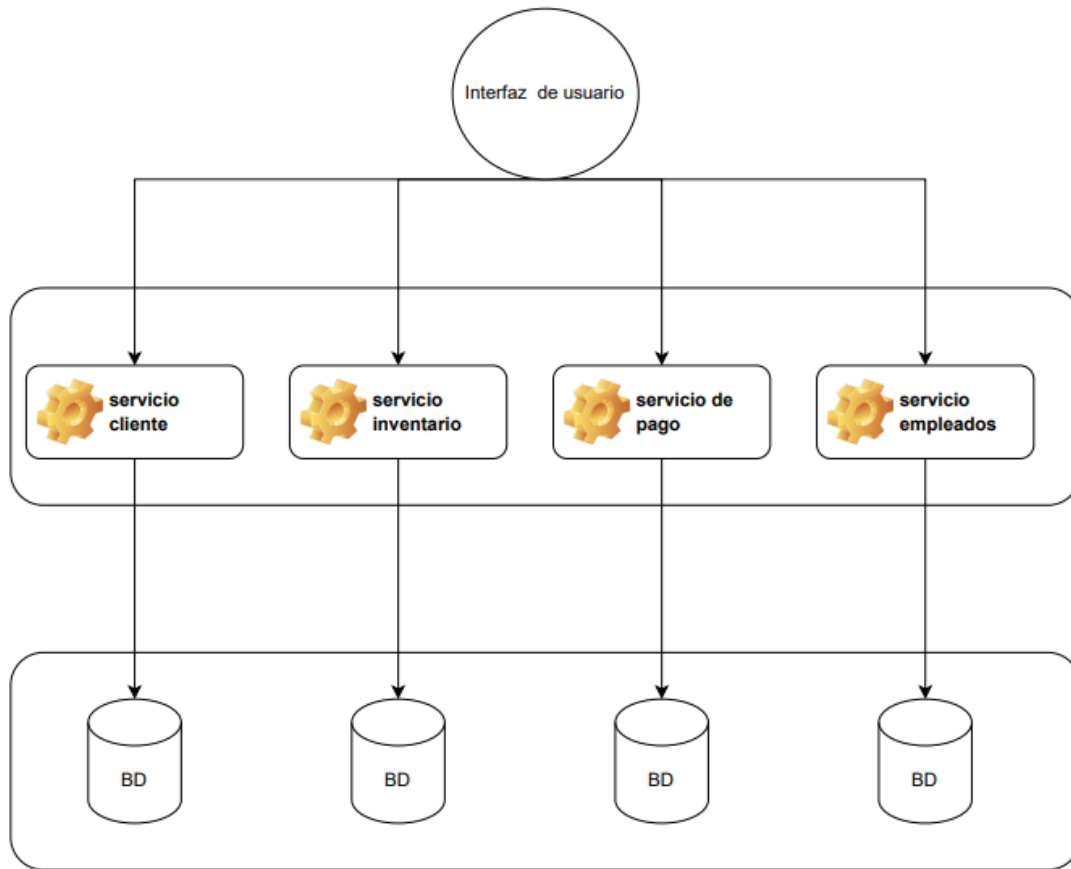 Interfaz de usuario
servicio
cliente
servicio
inventario
servicio de
pago
servicio
empleados
BD
BD
BD
BD